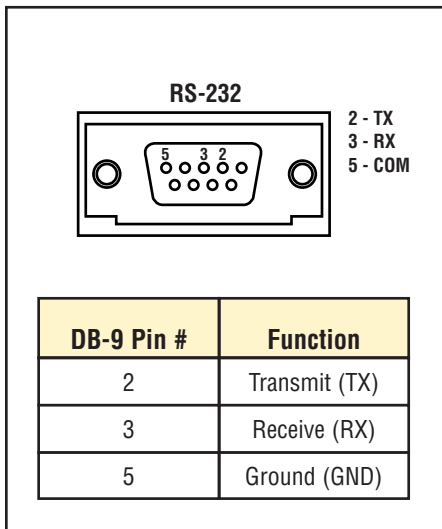 RS-232
2 - TX
3 - RX
5 - COM
5 3 2
DB-9 Pin # Function
2 Transmit (TX)
3 Receive (RX)
5 Ground (GND)